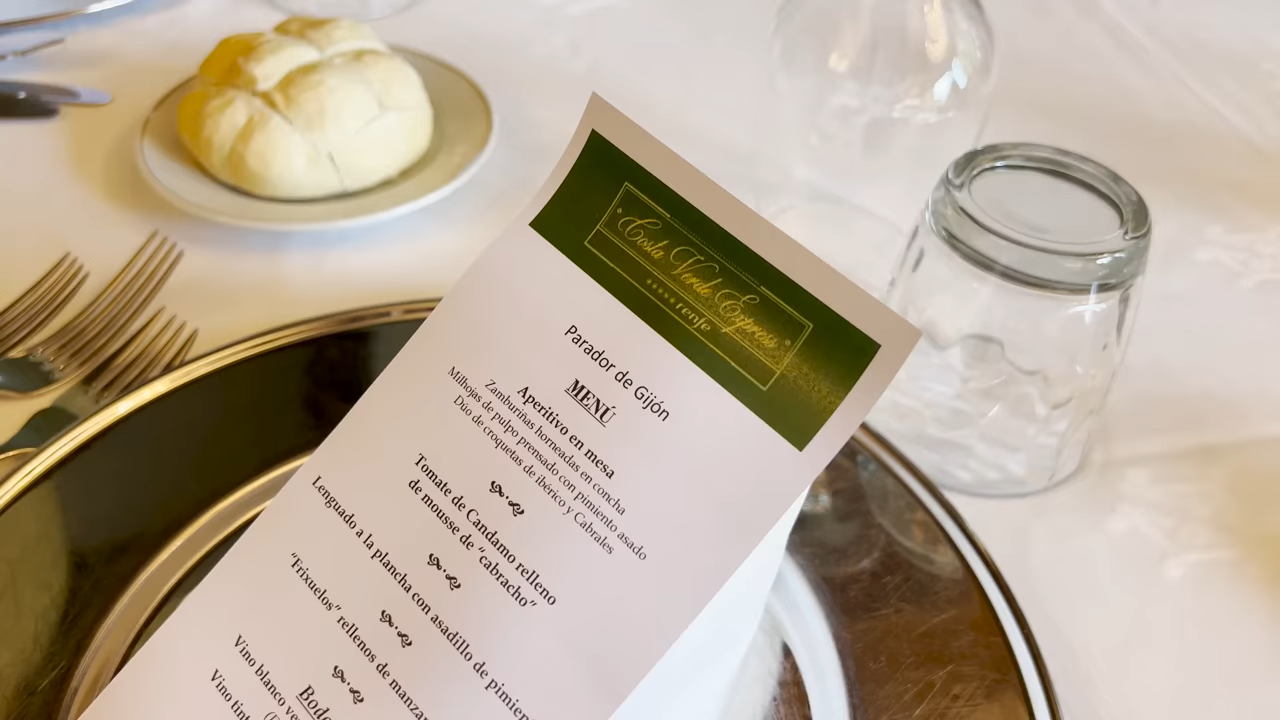 Costa Verde Express
renfe
Parador de Gijón
MENÚ
Aperitivo en mesa
Zamburiñas horneadas en concha
Milhojas de pulpo prensado con pimiento asado
Dúo de croquetas de ibérico y Cabrales
Tomate de Candamo relleno
de mousse de “cabracho”
Lenguado a la plancha con asadillo de
“Frixuelos” rellenos de
Vino blanco
Vino